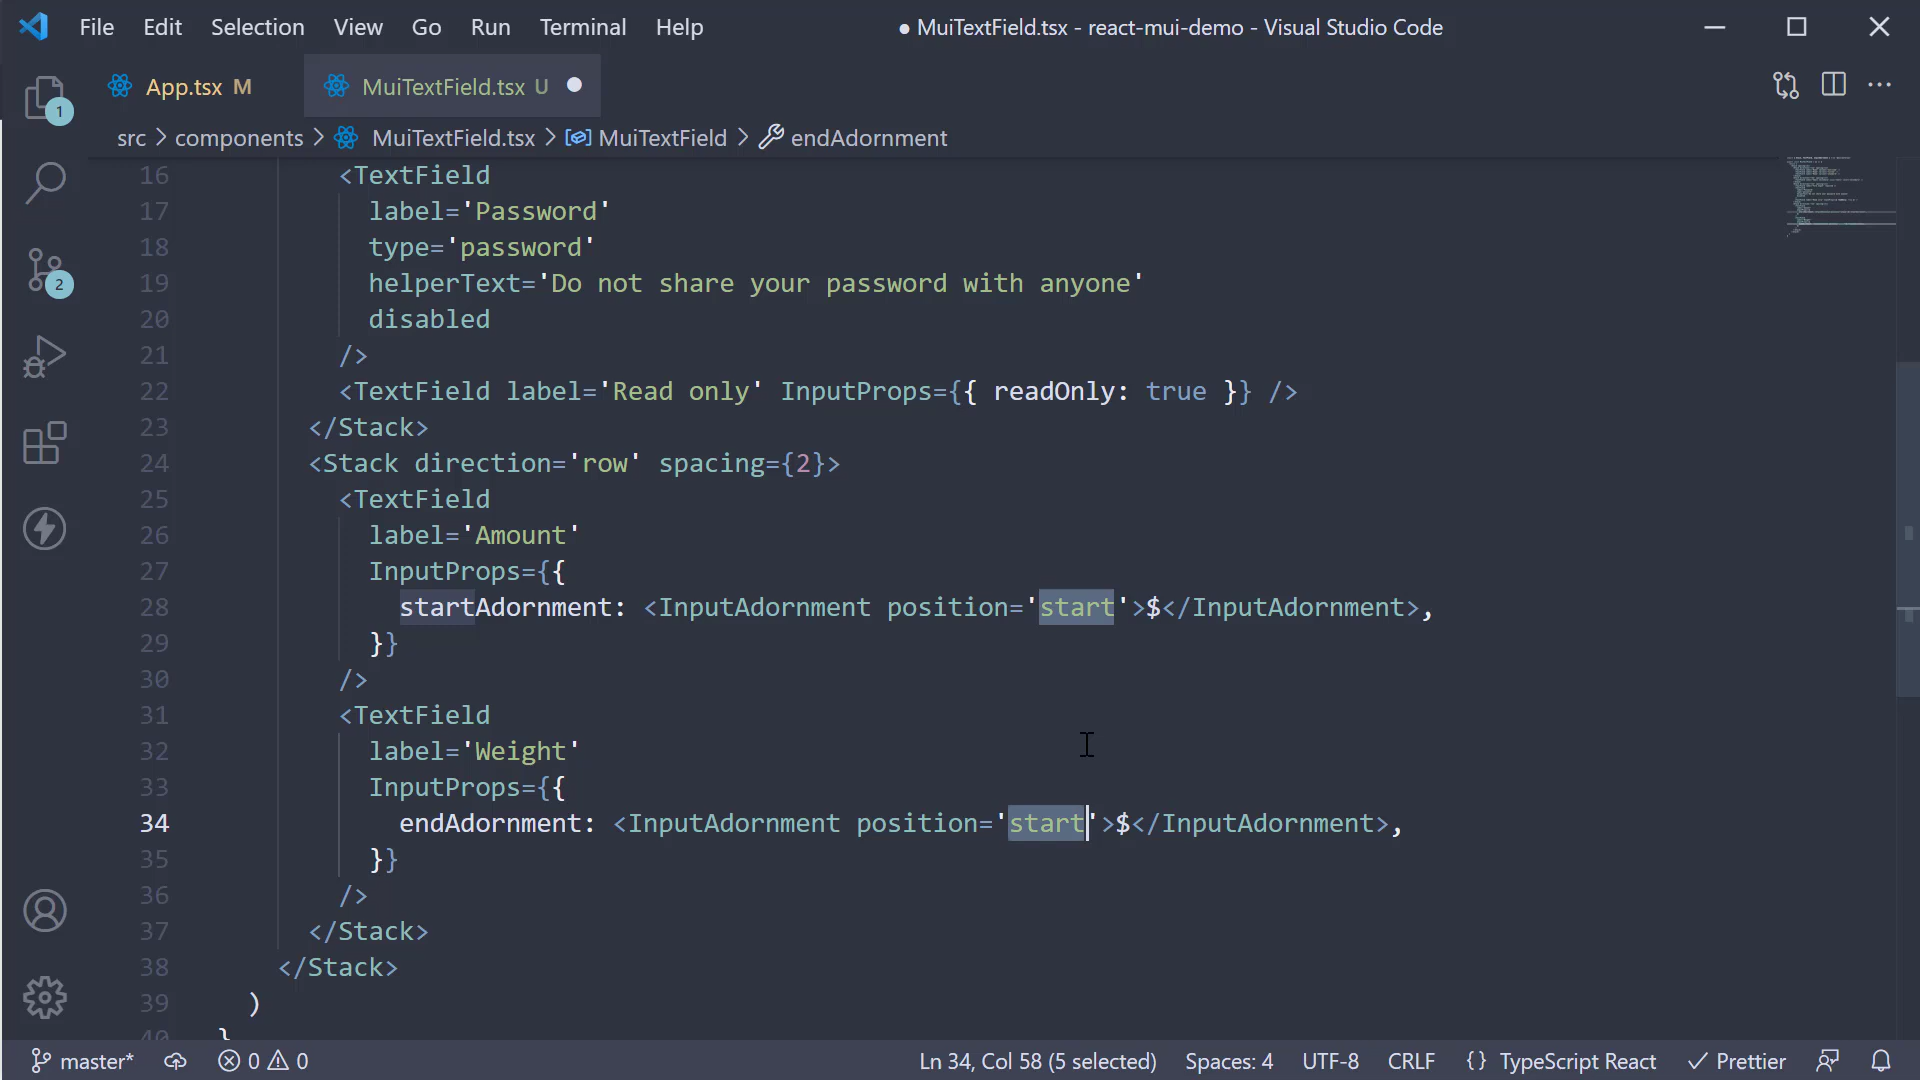 File Edit Selection View Go Run Terminal Help ● MuiTextField.tsx - react-mui-demo - Visual Studio Code
App.tsx M MuiTextField.tsx U
src > components > MuiTextField.tsx > MuiTextField > endAdornment
1
2
16 <TextField
17 label='Password'
18 type='password'
19 helperText='Do not share your password with anyone'
20 disabled
21 />
22 <TextField label='Read only' InputProps={{ readOnly: true }} />
23 </Stack>
24 <Stack direction='row' spacing={2}>
25 <TextField
26 label='Amount'
27 InputProps={{
28 startAdornment: <InputAdornment position='start'>$</InputAdornment>,
29 }}
30 />
31 <TextField
32 label='Weight'
33 InputProps={{
34 endAdornment: <InputAdornment position='start'>$</InputAdornment>,
35 }}
36 />
37 </Stack>
38 </Stack>
39 )
40 }
master* 0 0 Ln 34, Col 58 (5 selected) Spaces: 4 UTF-8 CRLF {} TypeScript React Prettier